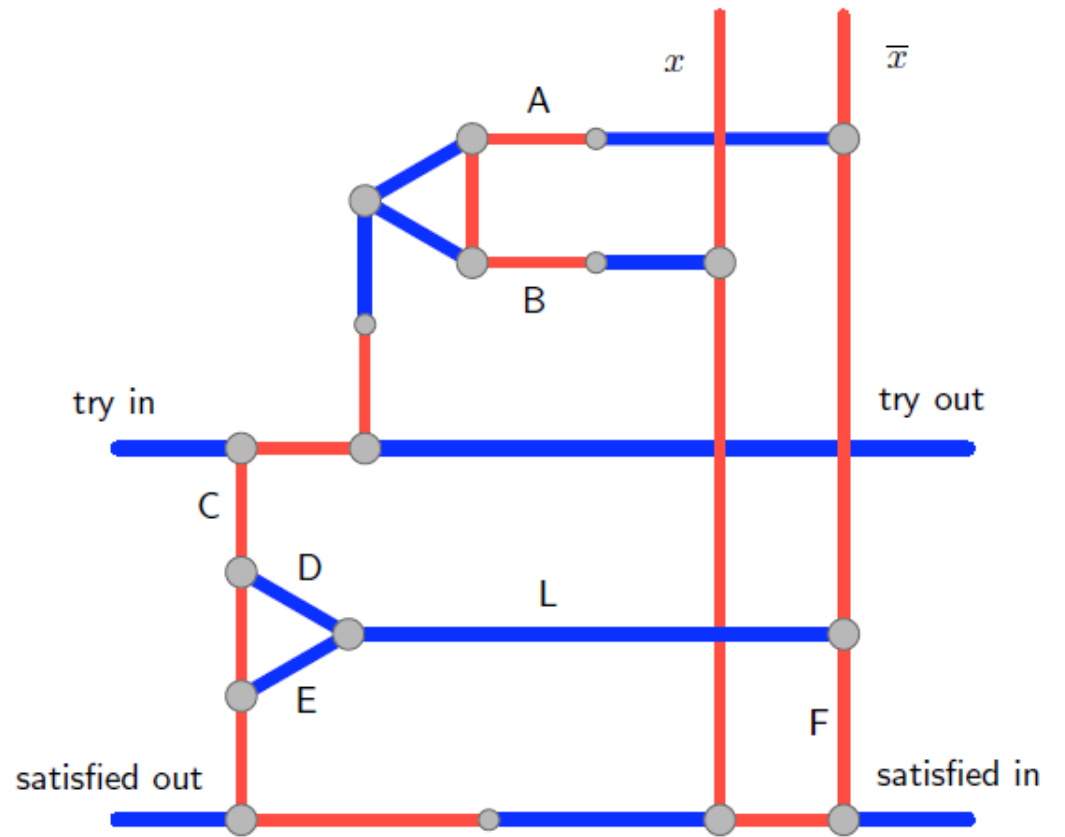 x
x̅
A
B
try in
try out
C
D
L
E
F
satisfied out
satisfied in